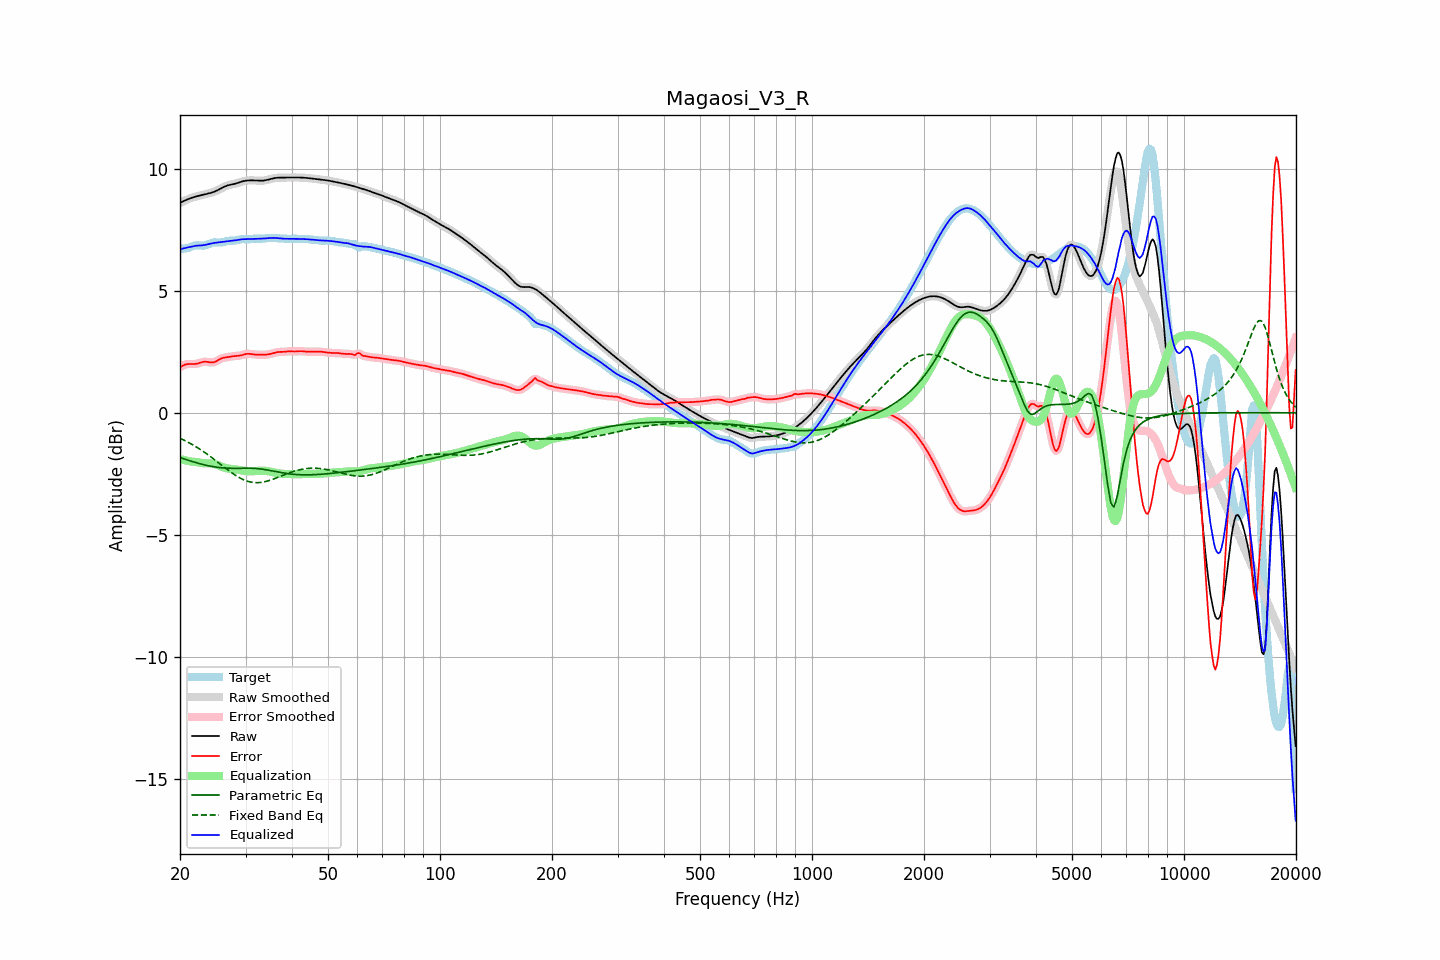 Magaosi_V3_R
Amplitude (dBr)
10
5
0
−5
−10
−15
Target
Raw Smoothed
Error Smoothed
Raw
Error
Equalization
Parametric Eq
Fixed Band Eq
Equalized
20 50 100 200 500 1000 2000 5000 10000 20000
Frequency (Hz)